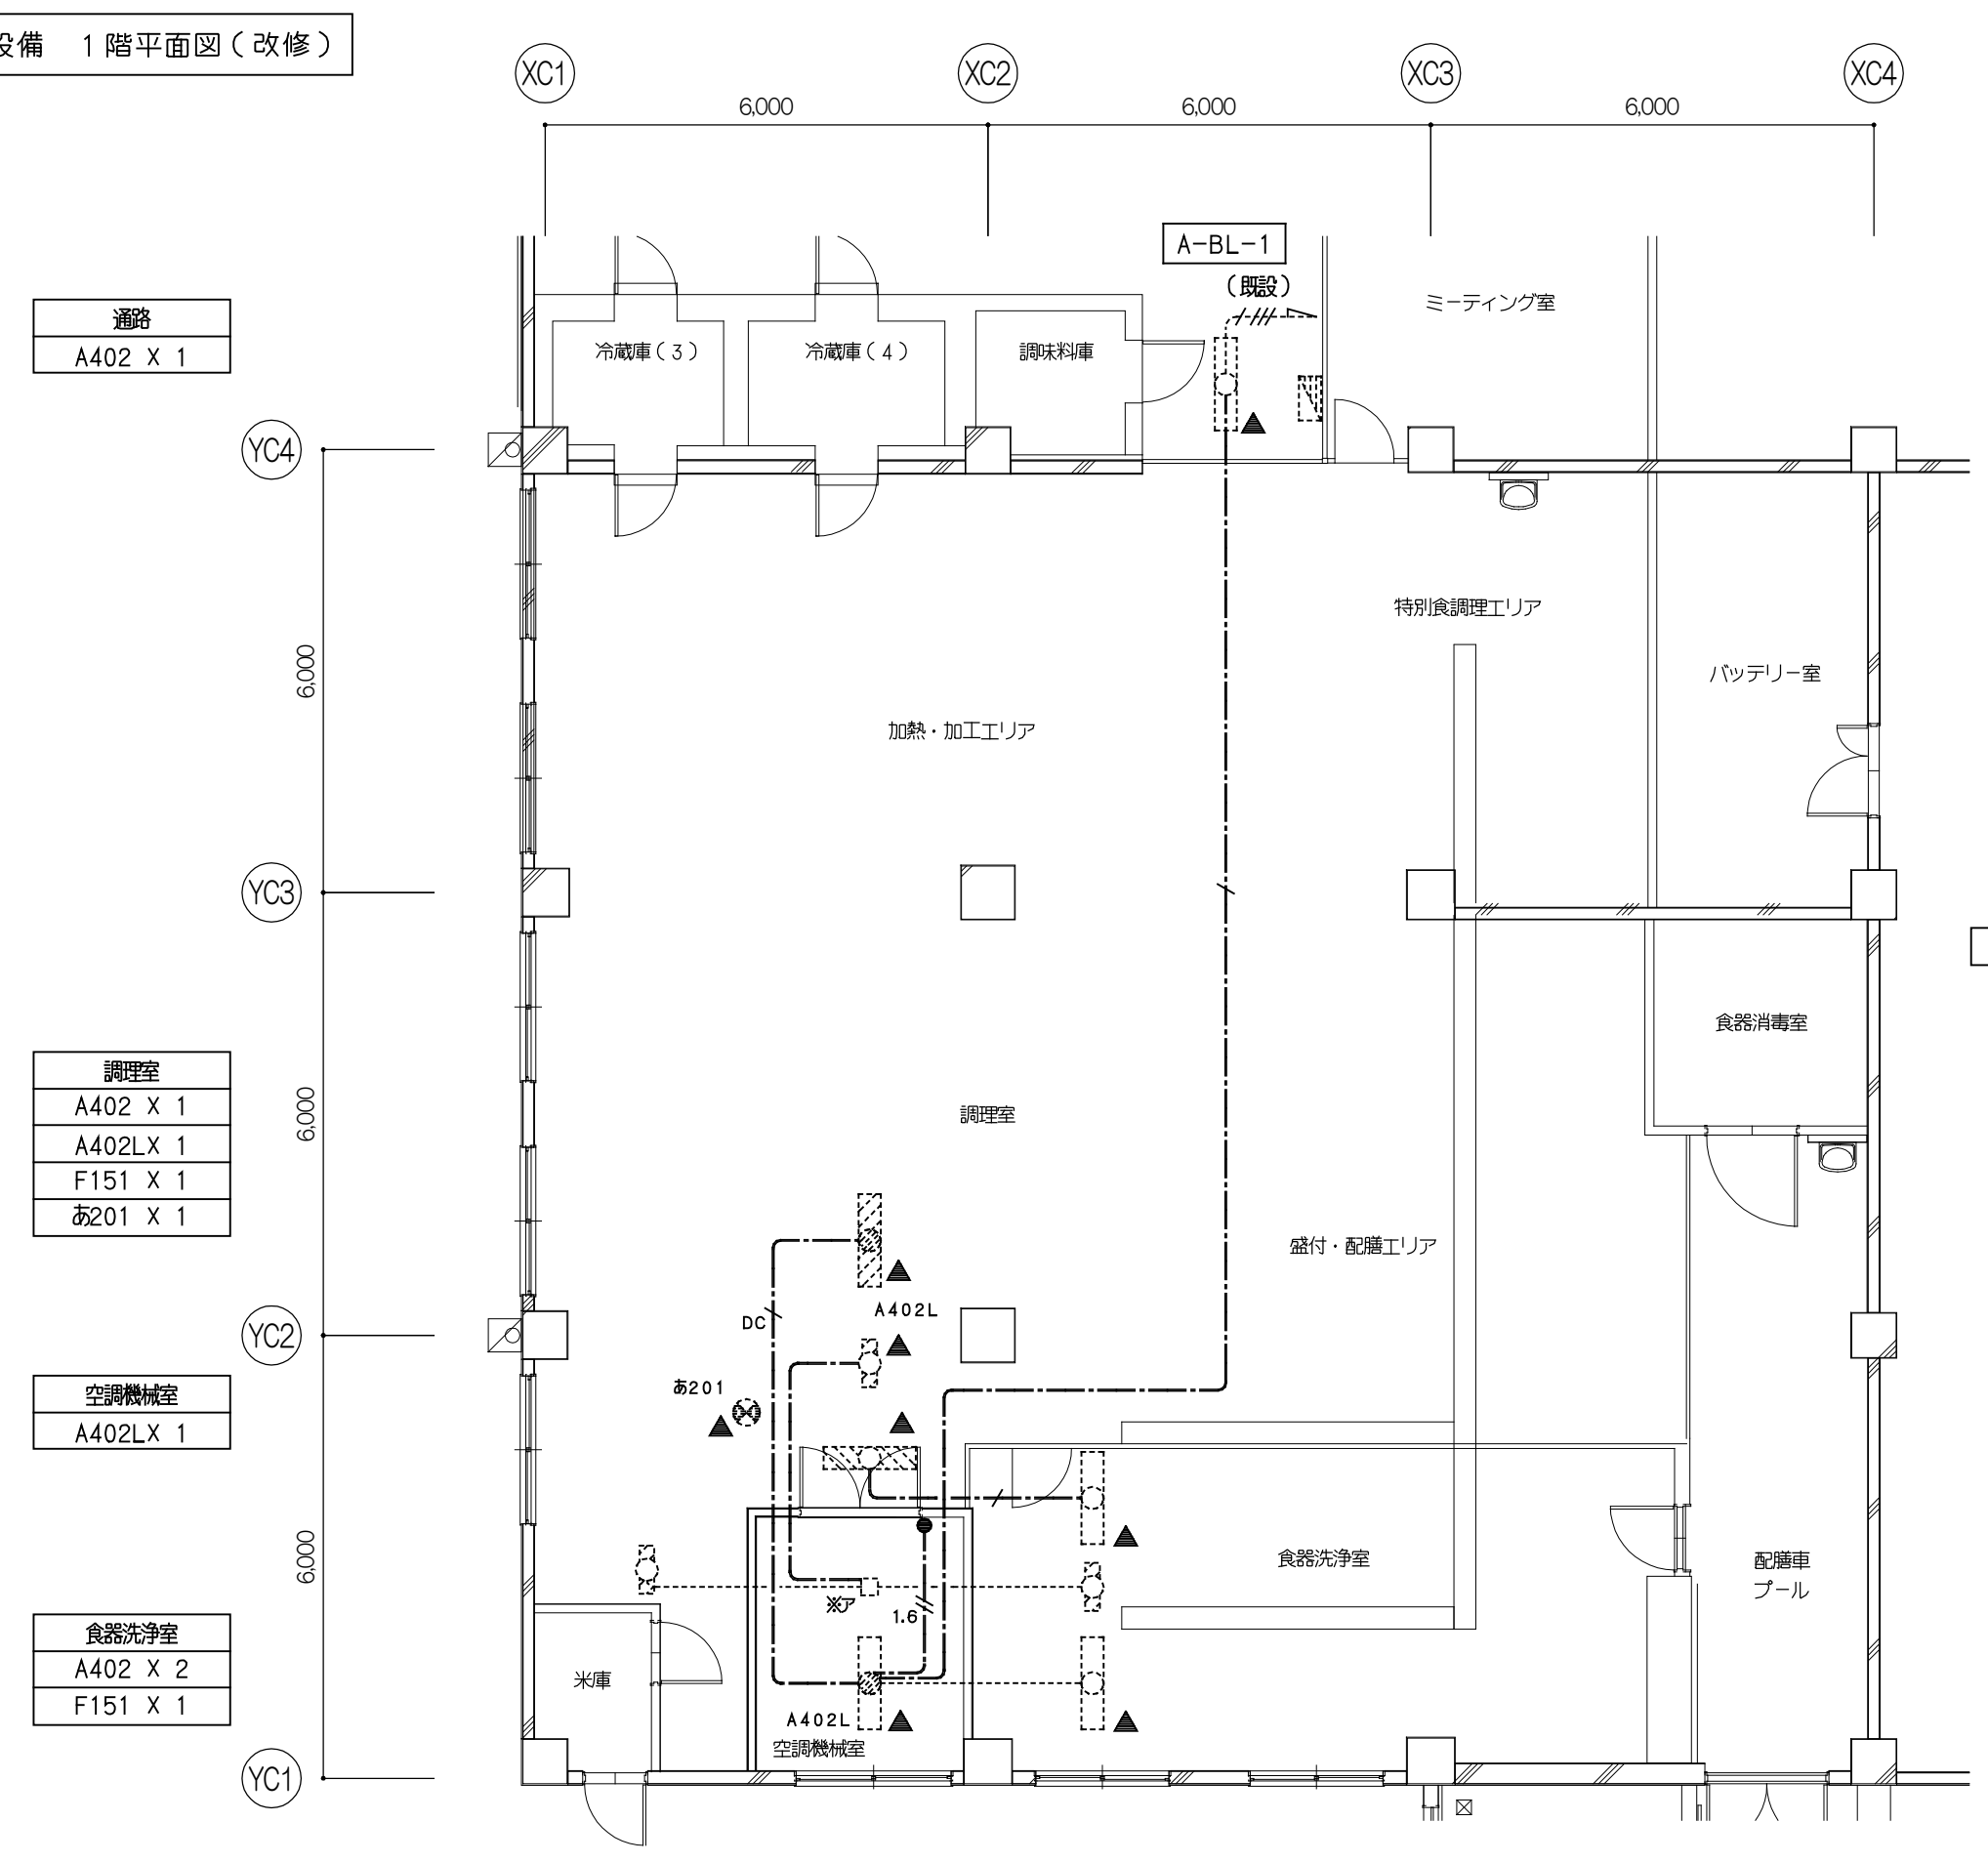 設備　１階平面図（改修）
XC1
XC2
XC3
XC4
6,000
6,000
6,000
A-BL-1
（既設）
ミーティング室
通路
A402 X 1
冷蔵庫（３）
冷蔵庫（４）
調味料庫
YC4
特別食調理エリア
6,000
バッテリー室
加熱・加工エリア
YC3
食器消毒室
調理室
A402 X 1
A402LX 1
F151 X 1
あ201 X 1
6,000
調理室
盛付・配膳エリア
A402L
DC
YC2
あ201
空調機械室
A402LX 1
6,000
食器洗浄室
配膳車
プール
※ア
1.6
食器洗浄室
A402 X 2
F151 X 1
米庫
A402L
空調機械室
YC1